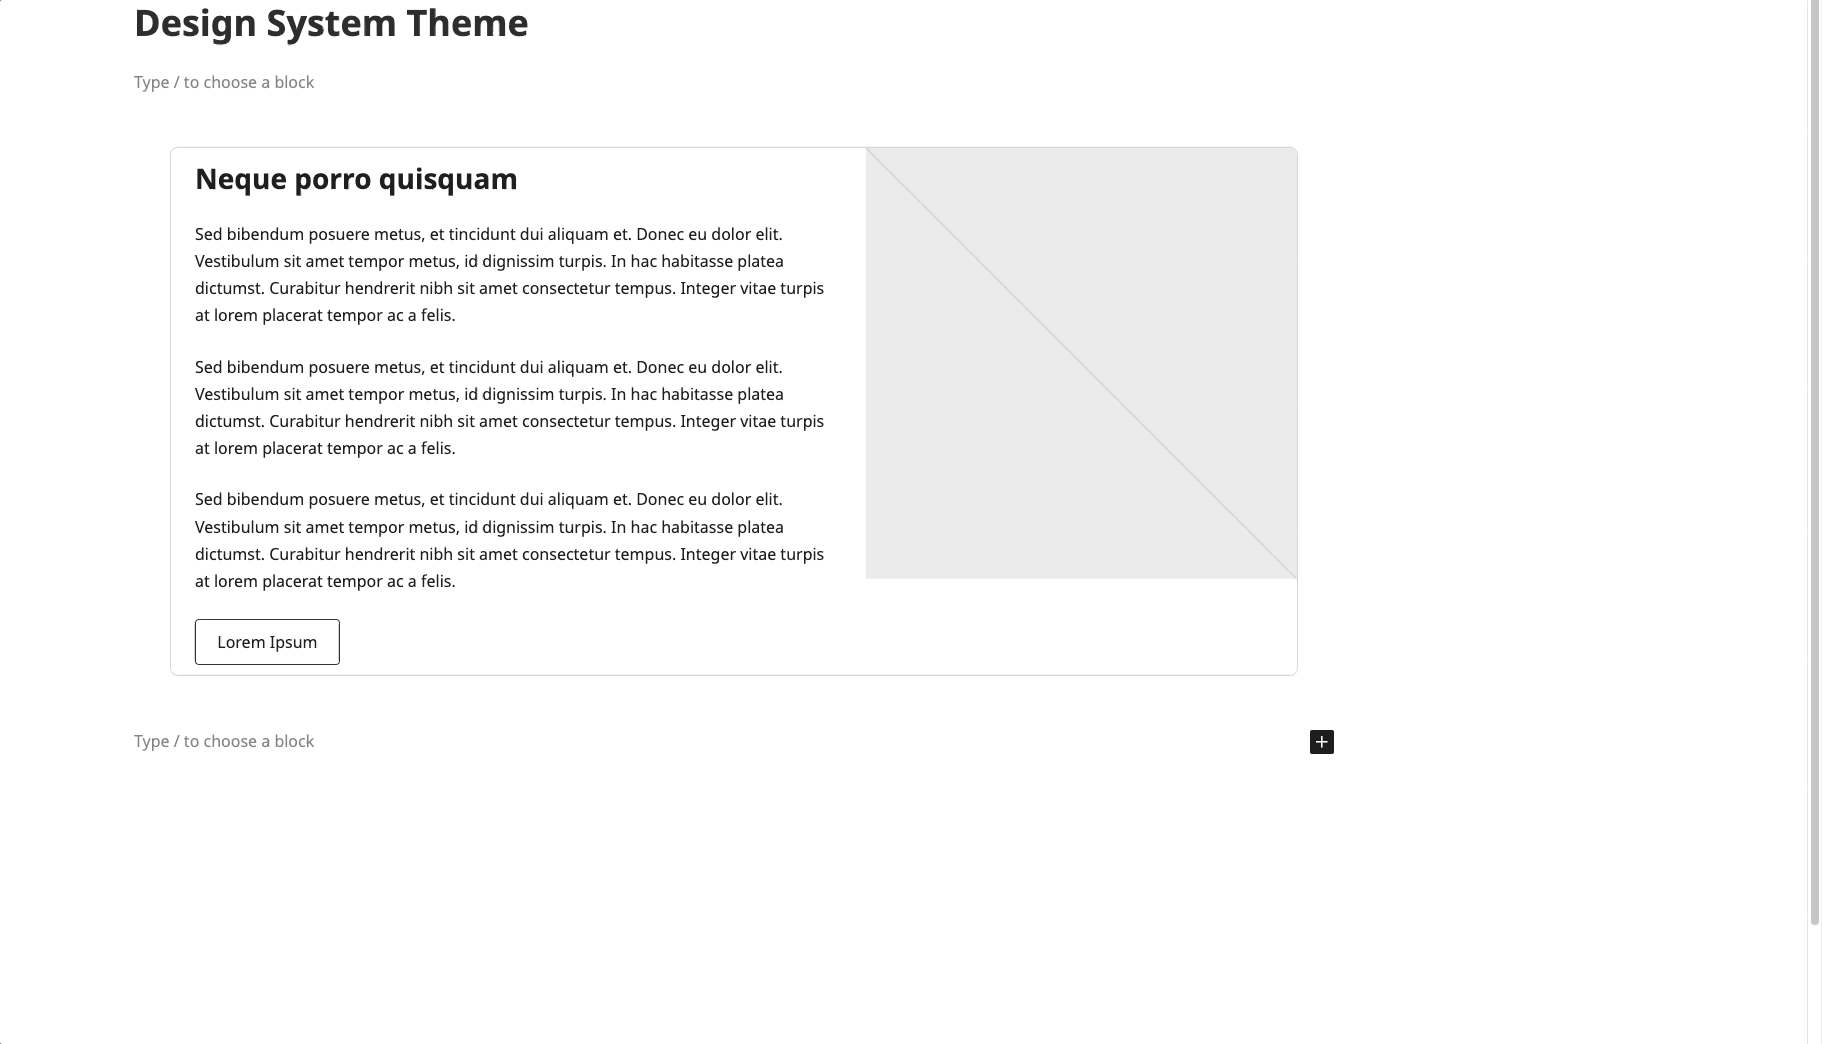 Design System Theme
Type / to choose a block
Neque porro quisquam
Sed bibendum posuere metus, et tincidunt dui aliquam et. Donec eu dolor elit.
Vestibulum sit amet tempor metus, id dignissim turpis. In hac habitasse platea
dictumst. Curabitur hendrerit nibh sit amet consectetur tempus. Integer vitae turpis
at lorem placerat tempor ac a felis.
Sed bibendum posuere metus, et tincidunt dui aliquam et. Donec eu dolor elit.
Vestibulum sit amet tempor metus, id dignissim turpis. In hac habitasse platea
dictumst. Curabitur hendrerit nibh sit amet consectetur tempus. Integer vitae turpis
at lorem placerat tempor ac a felis.
Sed bibendum posuere metus, et tincidunt dui aliquam et. Donec eu dolor elit.
Vestibulum sit amet tempor metus, id dignissim turpis. In hac habitasse platea
dictumst. Curabitur hendrerit nibh sit amet consectetur tempus. Integer vitae turpis
at lorem placerat tempor ac a felis.
Lorem Ipsum
Type / to choose a block